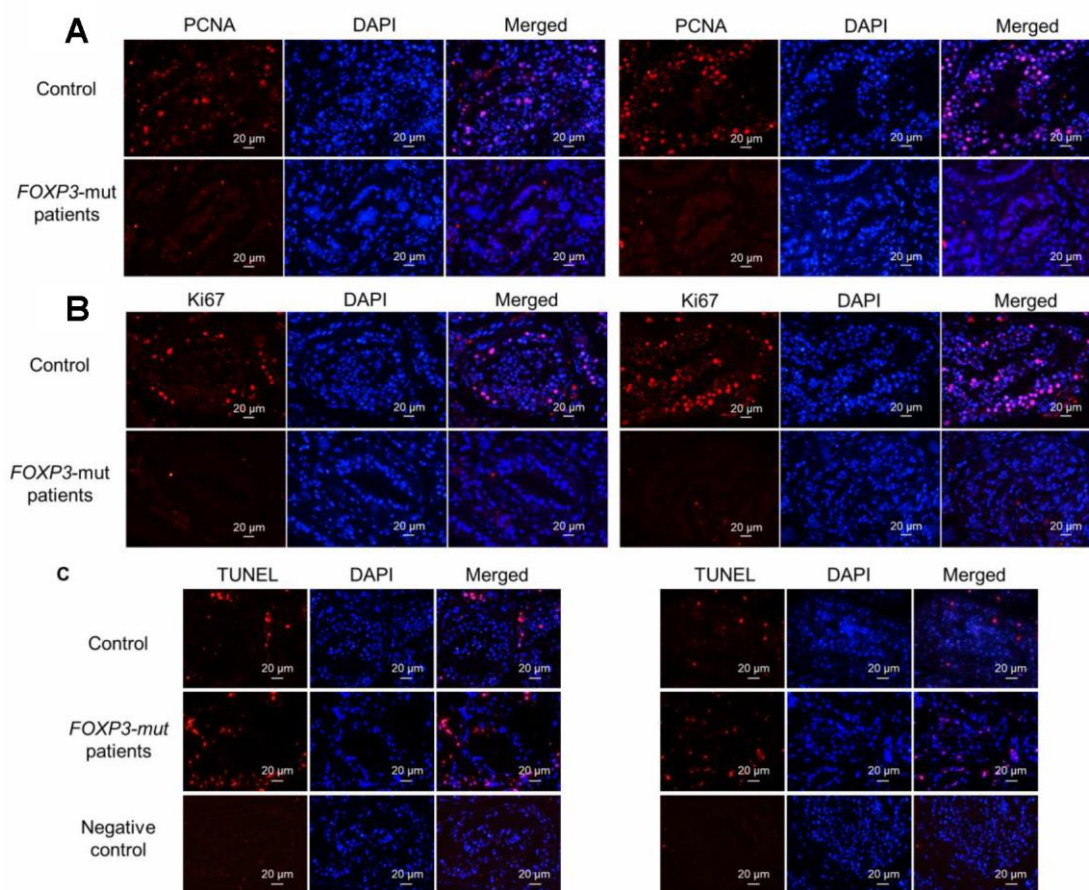 A
PCNA DAPI Merged PCNA DAPI Merged
Control
20 µm 20 µm 20 µm 20 µm 20 µm 20 µm
FOXP3-mut
patients
20 µm 20 µm 20 µm 20 µm 20 µm 20 µm
B
Ki67 DAPI Merged Ki67 DAPI Merged
Control
20 µm 20 µm 20 µm 20 µm 20 µm 20 µm
FOXP3-mut
patients
20 µm 20 µm 20 µm 20 µm 20 µm 20 µm
C
TUNEL DAPI Merged TUNEL DAPI Merged
Control
20 µm 20 µm 20 µm 20 µm 20 µm 20 µm
FOXP3-mut
patients
20 µm 20 µm 20 µm 20 µm 20 µm 20 µm
Negative
control
20 µm 20 µm 20 µm 20 µm 20 µm 20 µm